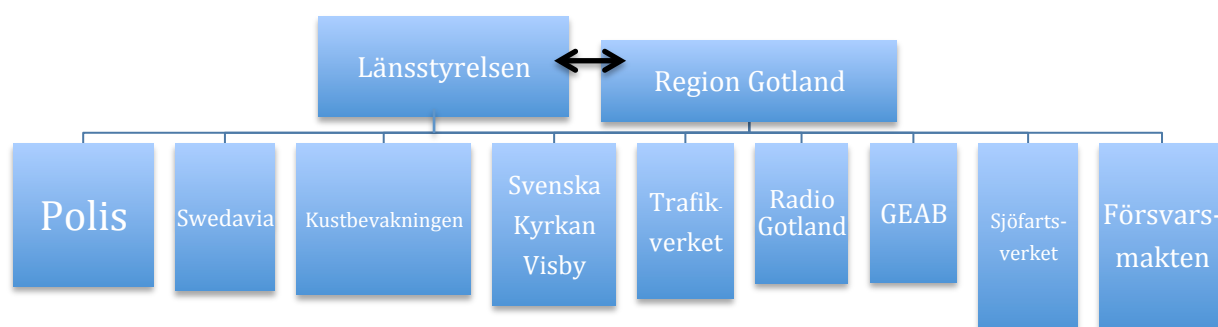 Länsstyrelsen
Region Gotland
Polis
Swedavia
Kustbevakningen
Svenska
Kyrkan
Visby
Trafik-
verket
Radio
Gotland
GEAB
Sjöfarts-
verket
Försvars-
makten